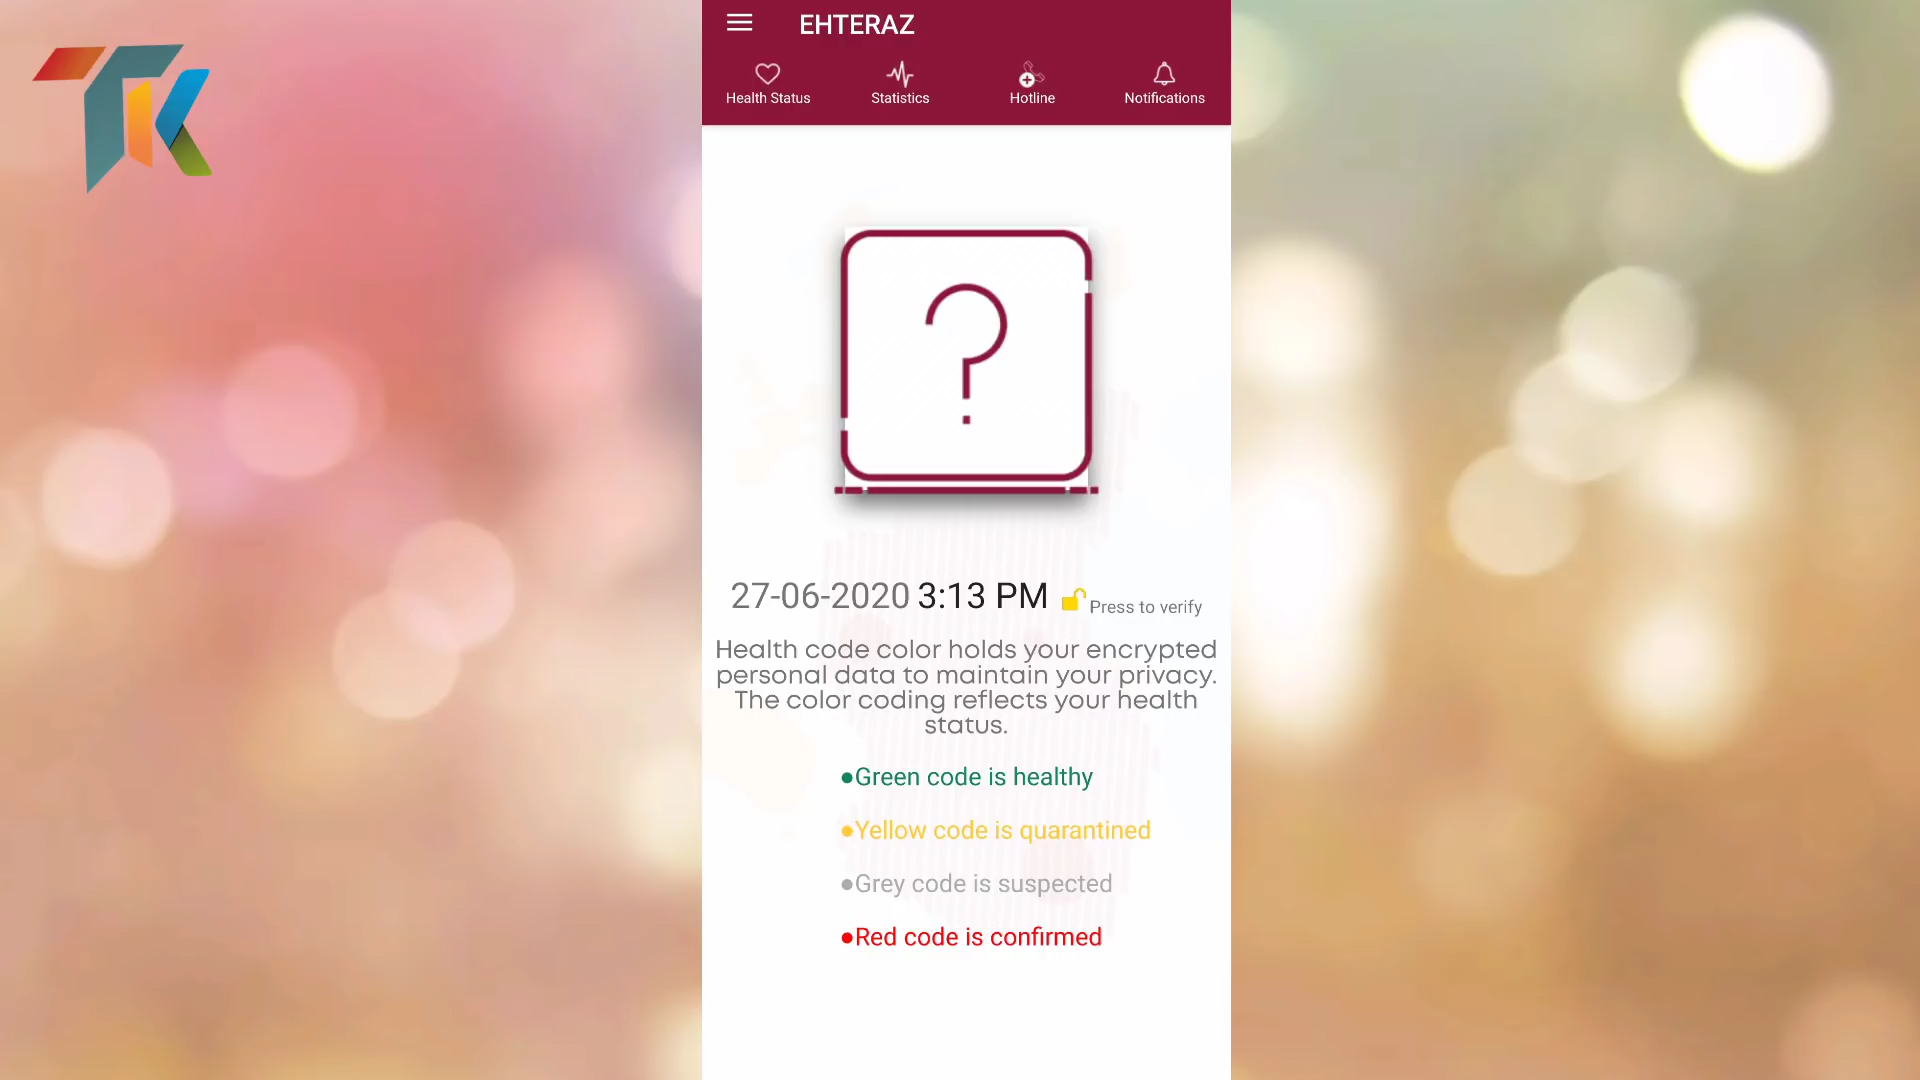 TK
EHTERAZ
Health Status Statistics Hotline Notifications
?
27-06-2020 3:13 PM Press to verify
Health code color holds your encrypted
personal data to maintain your privacy.
The color coding reflects your health
status.
●Green code is healthy
●Yellow code is quarantined
●Grey code is suspected
●Red code is confirmed